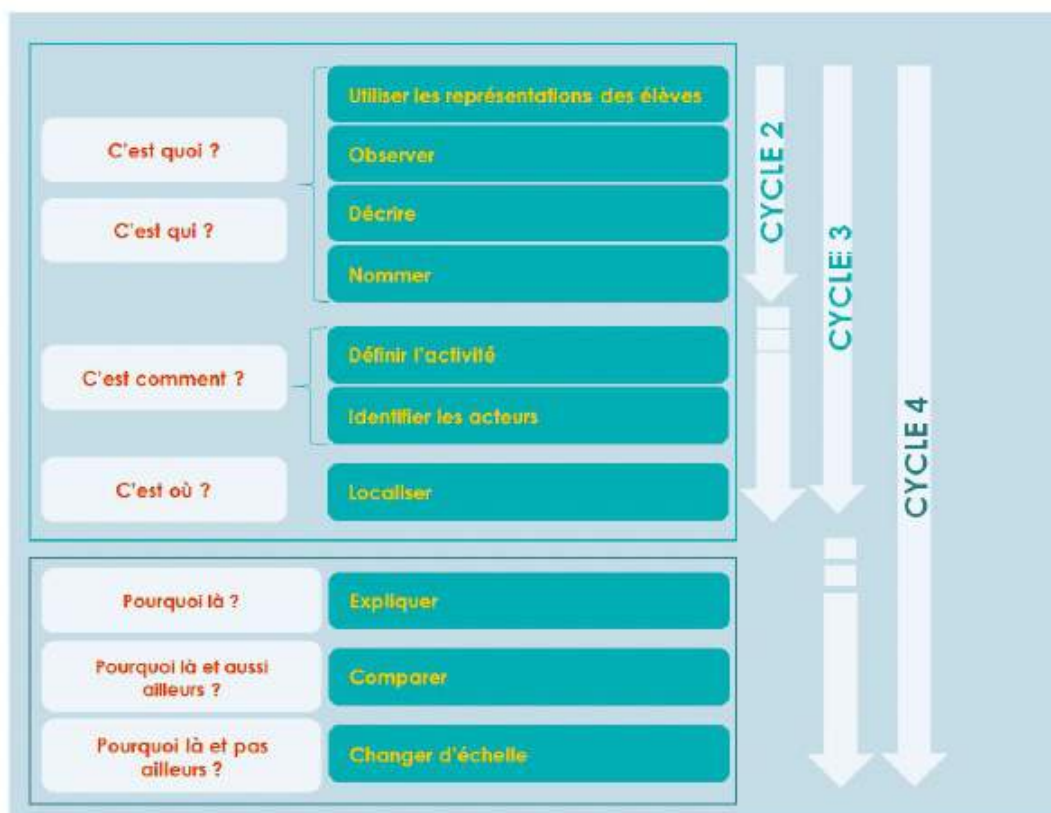 Utiliser les représentations des élèves
C'est quoi ?
Observer
C'est qui ?
Décrire
Nommer
C'est comment ?
Définir l'activité
Identifier les acteurs
C'est où ?
Localiser
Pourquoi là ?
Expliquer
Pourquoi là et aussi
ailleurs ?
Comparer
Pourquoi là et pas
ailleurs ?
Changer d'échelle
CYCLE 2
CYCLE 3
CYCLE 4